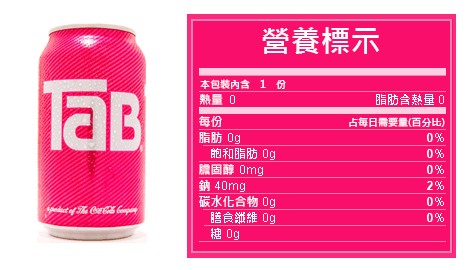 TaB
a product of The Coca-Cola Company
營養標示
本包裝內含 1 份
熱量 0 脂肪含熱量 0
每份 占每日需要量(百分比)
脂肪 0g 0%
飽和脂肪 0g 0%
膽固醇 0mg 0%
鈉 40mg 2%
碳水化合物 0g 0%
膳食纖維 0g 0%
糖 0g